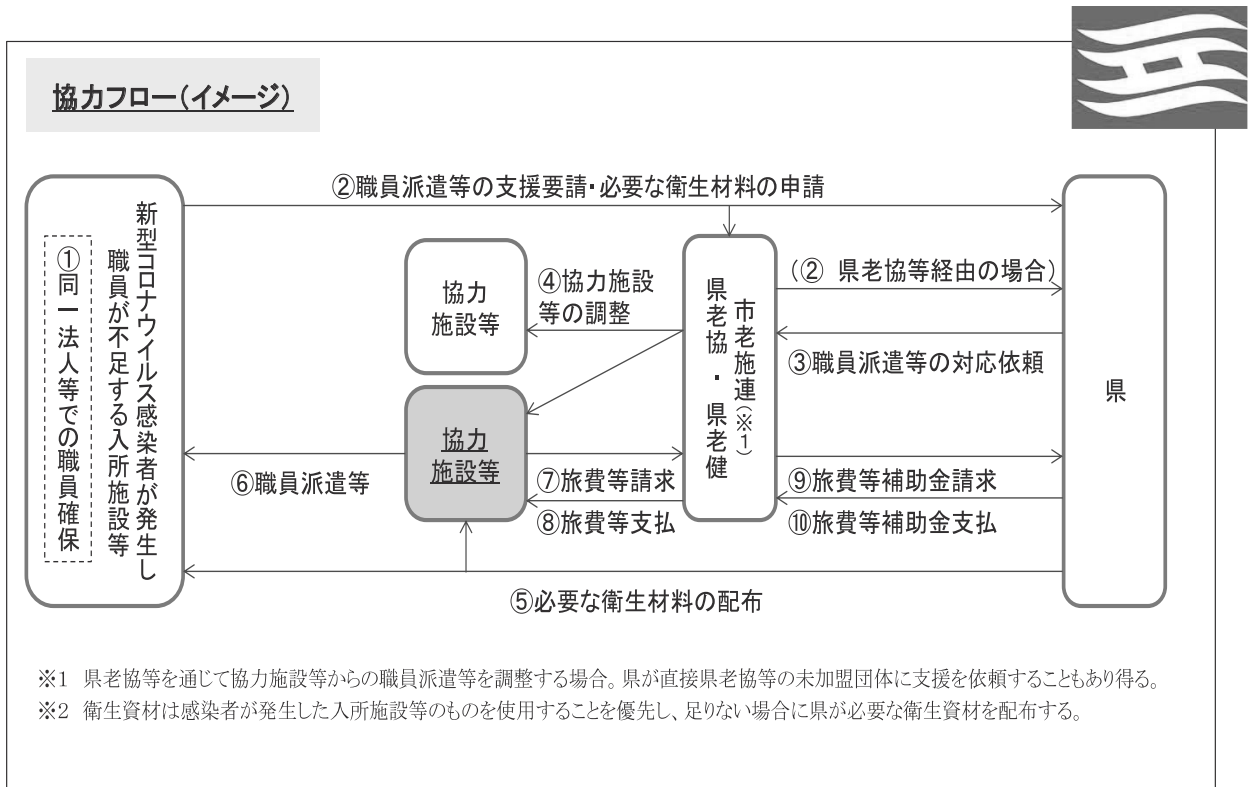 協力フロー(イメージ)
②職員派遣等の支援要請・必要な衛生材料の申請
新型コロナウイルス感染者が発生し
職員が不足する入所施設等
①同一法人等での職員確保
協力
施設等
④協力施設
等の調整
協力
施設等
市老施連(※1)
県老協・県老健
(② 県老協等経由の場合)
③職員派遣等の対応依頼
県
⑥職員派遣等
⑦旅費等請求
⑧旅費等支払
⑨旅費等補助金請求
⑩旅費等補助金支払
⑤必要な衛生材料の配布
※1 県老協等を通じて協力施設等からの職員派遣等を調整する場合。県が直接県老協等の未加盟団体に支援を依頼することもあり得る。
※2 衛生資材は感染者が発生した入所施設等のものを使用することを優先し、足りない場合に県が必要な衛生資材を配布する。